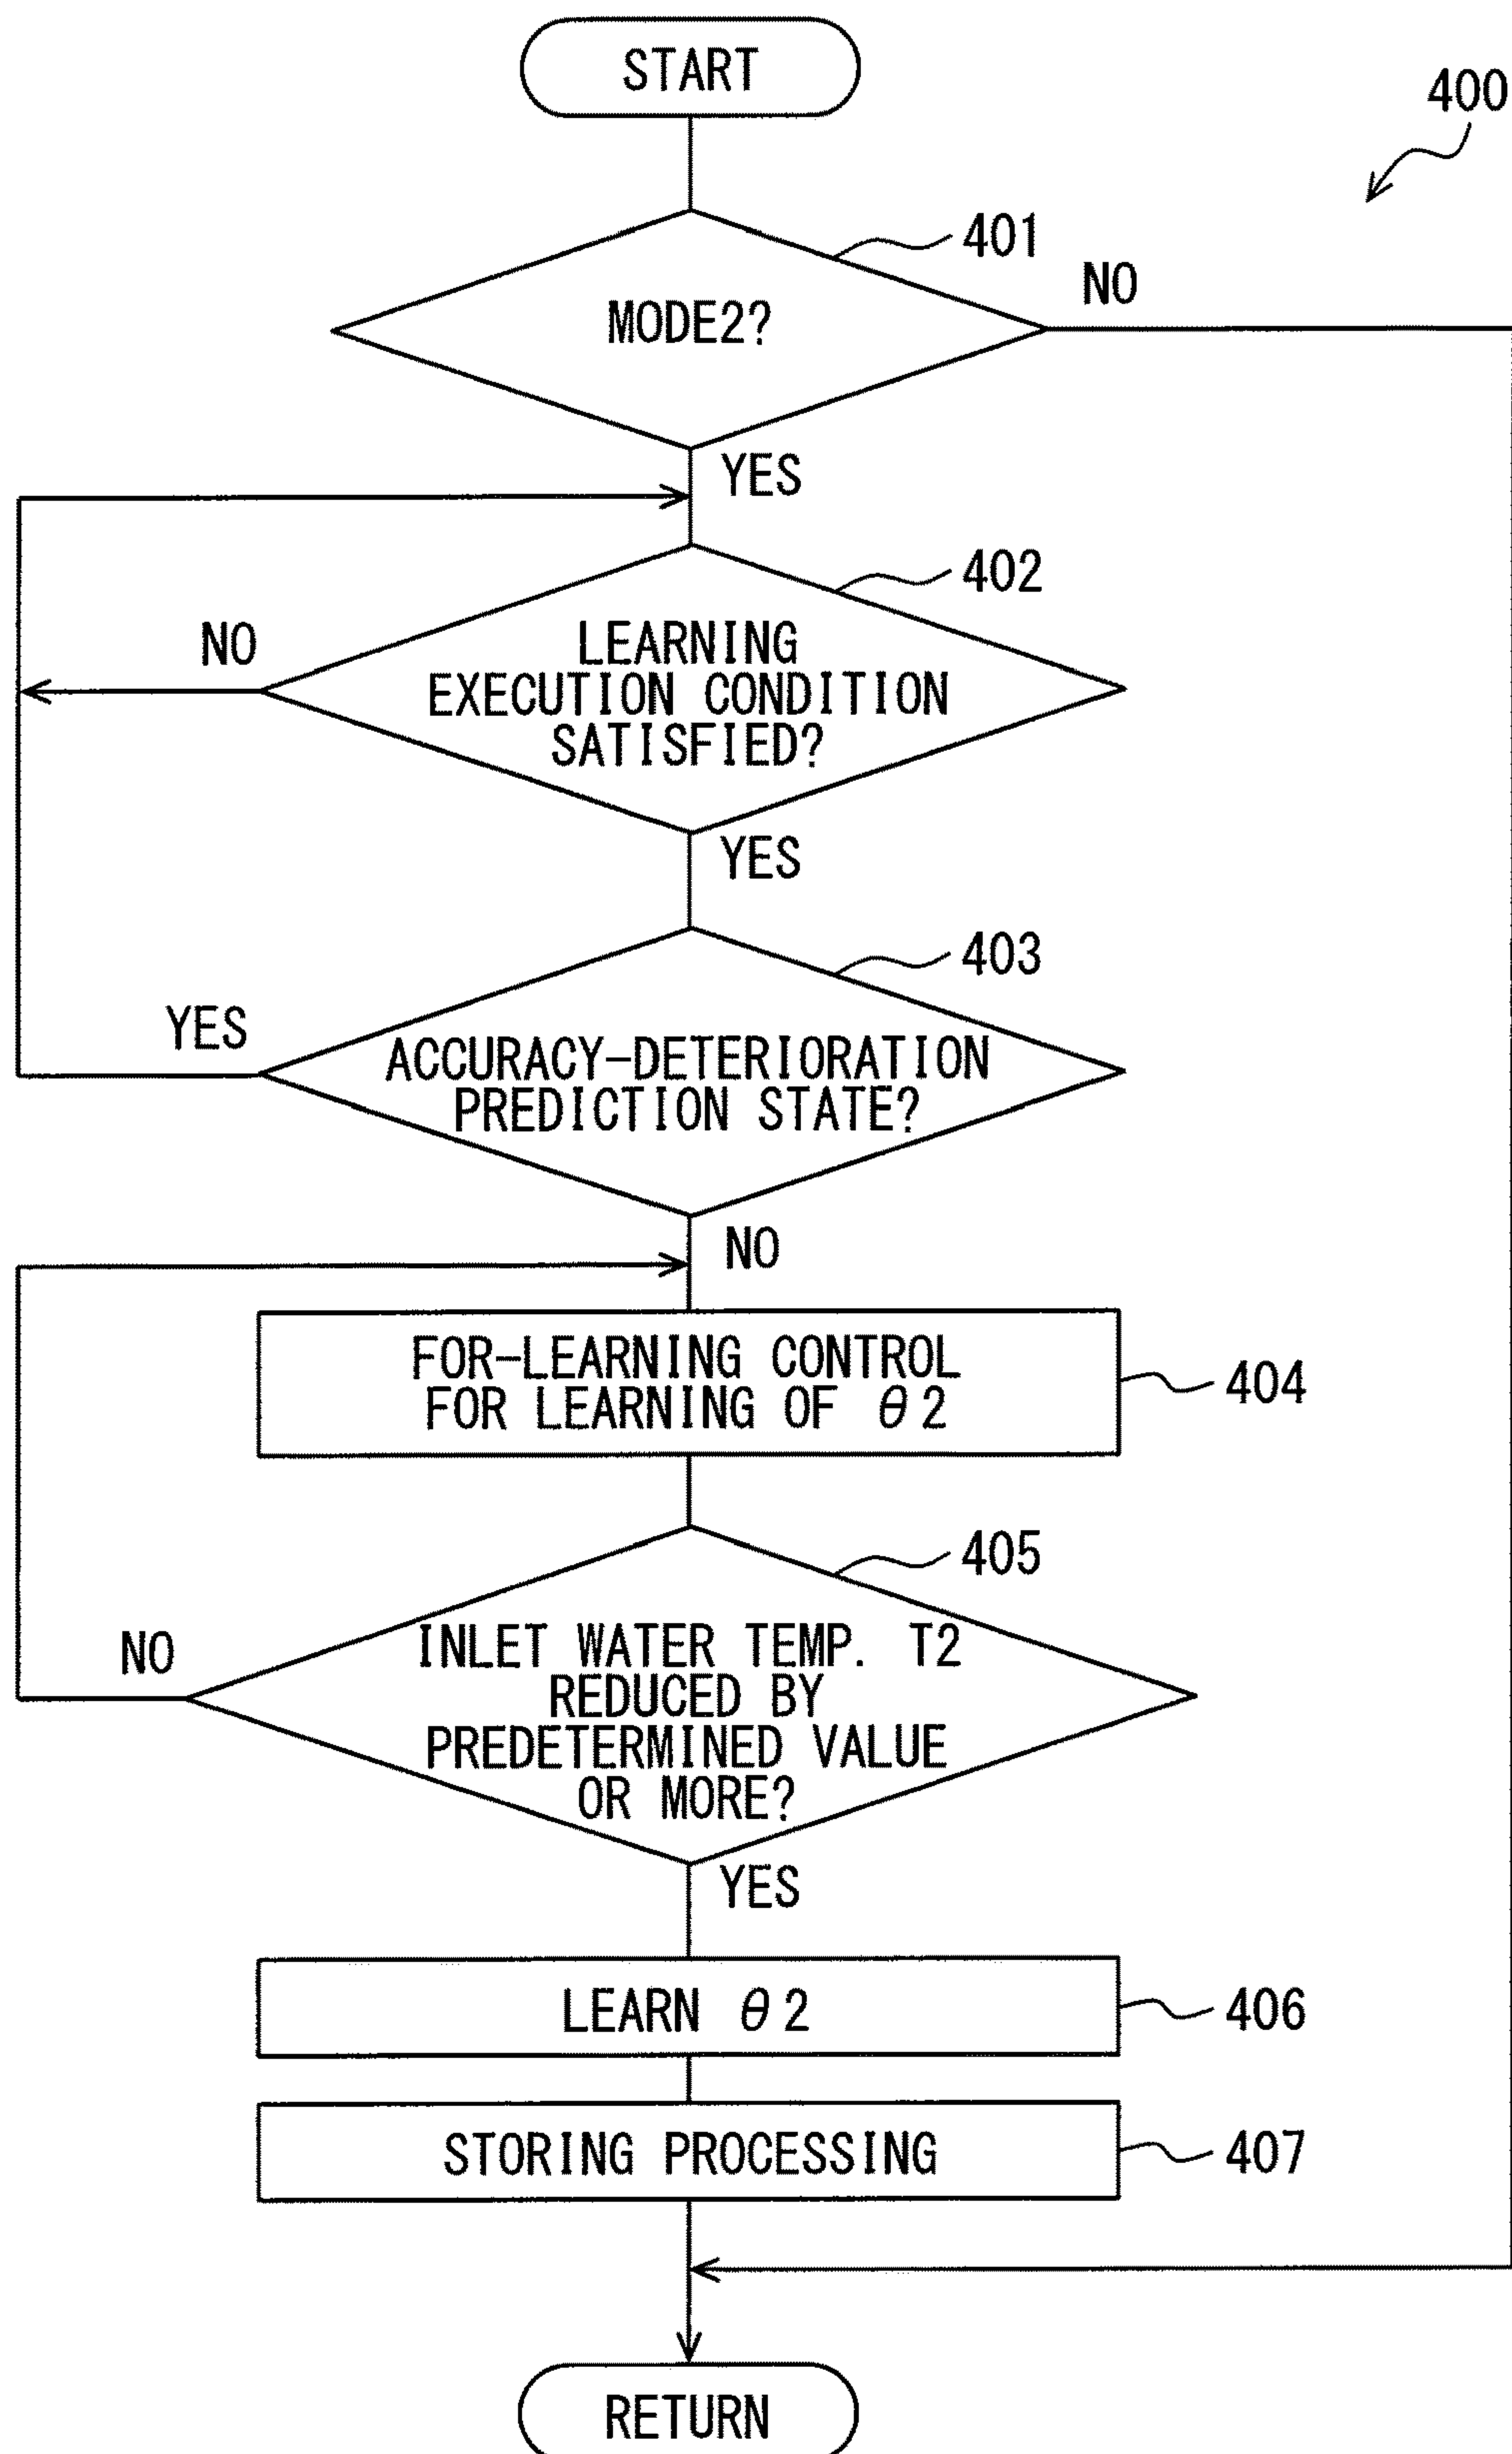 START
400
401
MODE2?
NO
YES
402
LEARNING
EXECUTION CONDITION
SATISFIED?
NO
YES
403
ACCURACY-DETERIORATION
PREDICTION STATE?
YES
NO
FOR-LEARNING CONTROL
FOR LEARNING OF θ2
404
405
INLET WATER TEMP. T2
REDUCED BY
PREDETERMINED VALUE
OR MORE?
NO
YES
LEARN θ2
406
STORING PROCESSING
407
RETURN